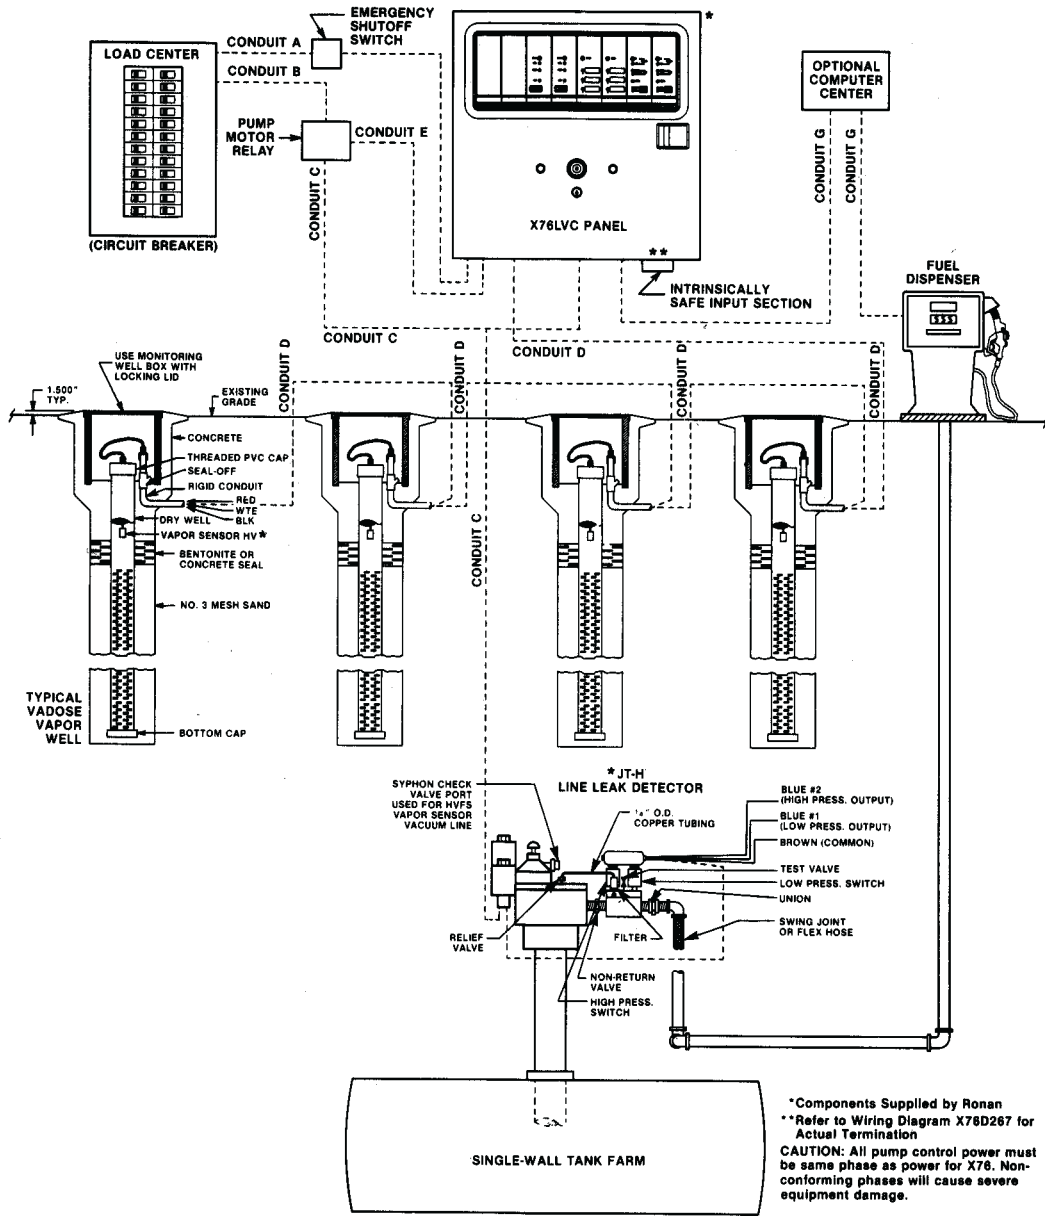 EMERGENCY
SHUTOFF
SWITCH
*
LOAD CENTER
CONDUIT A
CONDUIT B
PUMP
MOTOR
RELAY
CONDUIT E
CONDUIT C
(CIRCUIT BREAKER)
X76LVC PANEL
**
INTRINSICALLY
SAFE INPUT SECTION
OPTIONAL
COMPUTER
CENTER
CONDUIT G
CONDUIT G
FUEL
DISPENSER
$$$
CONDUIT C
CONDUIT D
CONDUIT D
CONDUIT D
CONDUIT D
CONDUIT D
USE MONITORING
WELL BOX WITH
LOCKING LID
1.500"
TYP.
EXISTING
GRADE
CONCRETE
THREADED PVC CAP
SEAL-OFF
RIGID CONDUIT
RED
WTE
BLK
DRY WELL
VAPOR SENSOR HV*
BENTONITE OR
CONCRETE SEAL
NO. 3 MESH SAND
CONDUIT C
TYPICAL
VADOSE
VAPOR
WELL
BOTTOM CAP
*JT-H
LINE LEAK DETECTOR
SYPHON CHECK
VALVE PORT
USED FOR HVFS
VAPOR SENSOR
VACUUM LINE
O.D.
COPPER TUBING
BLUE #2
(HIGH PRESS. OUTPUT)
BLUE #1
(LOW PRESS. OUTPUT)
BROWN (COMMON)
TEST VALVE
LOW PRESS. SWITCH
UNION
SWING JOINT
OR FLEX HOSE
RELIEF
VALVE
FILTER
NON-RETURN
VALVE
HIGH PRESS.
SWITCH
SINGLE-WALL TANK FARM
*Components Supplied by Ronan
**Refer to Wiring Diagram X76D267 for
Actual Termination
CAUTION: All pump control power must
be same phase as power for X76. Non-
conforming phases will cause severe
equipment damage.